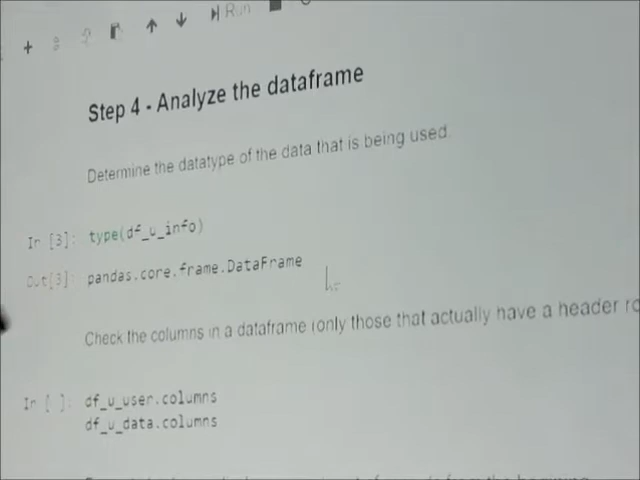 Run
Step 4 - Analyze the dataframe
Determine the datatype of the data that is being used.
In [3]: type(df_u_info)
Out[3]: pandas.core.frame.DataFrame
Check the columns in a dataframe (only those that actually have a header ro
In [ ]: df_u_user.columns
df_u_data.columns